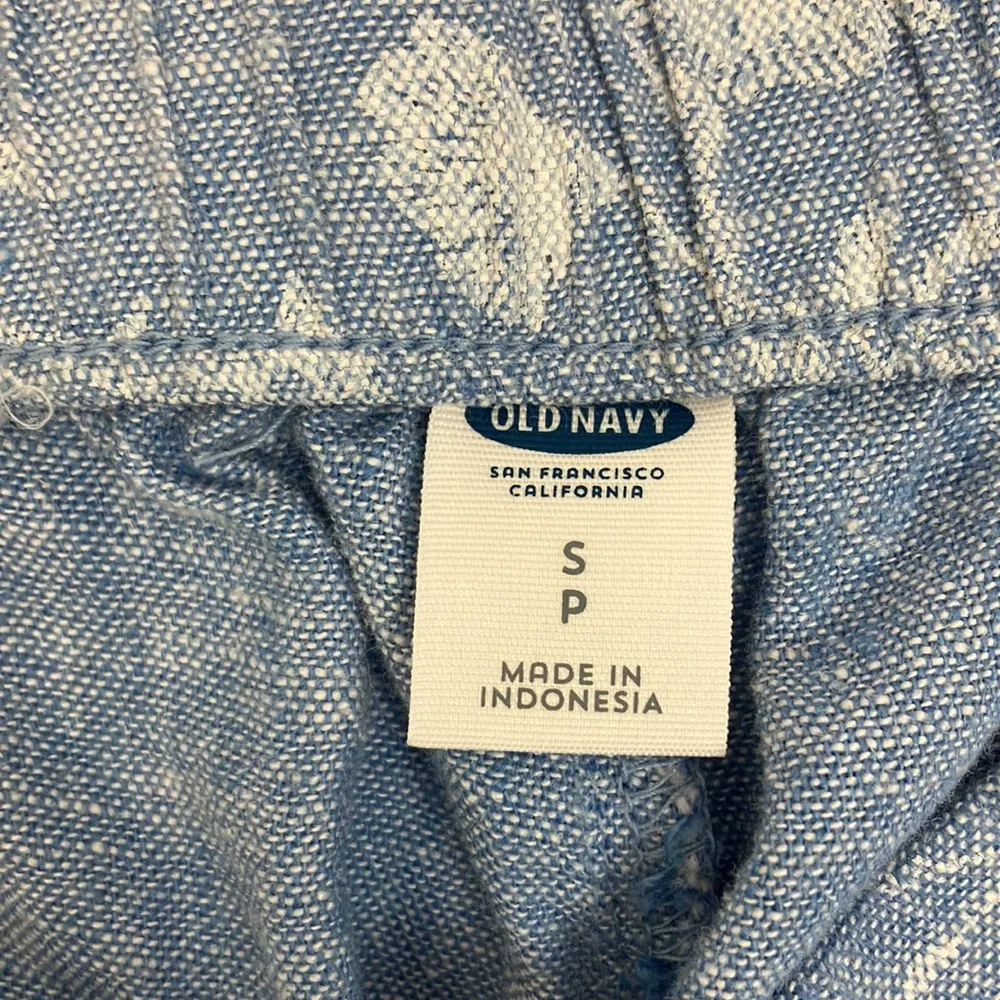 OLD NAVY
SAN FRANCISCO
CALIFORNIA
S
P
MADE IN
INDONESIA